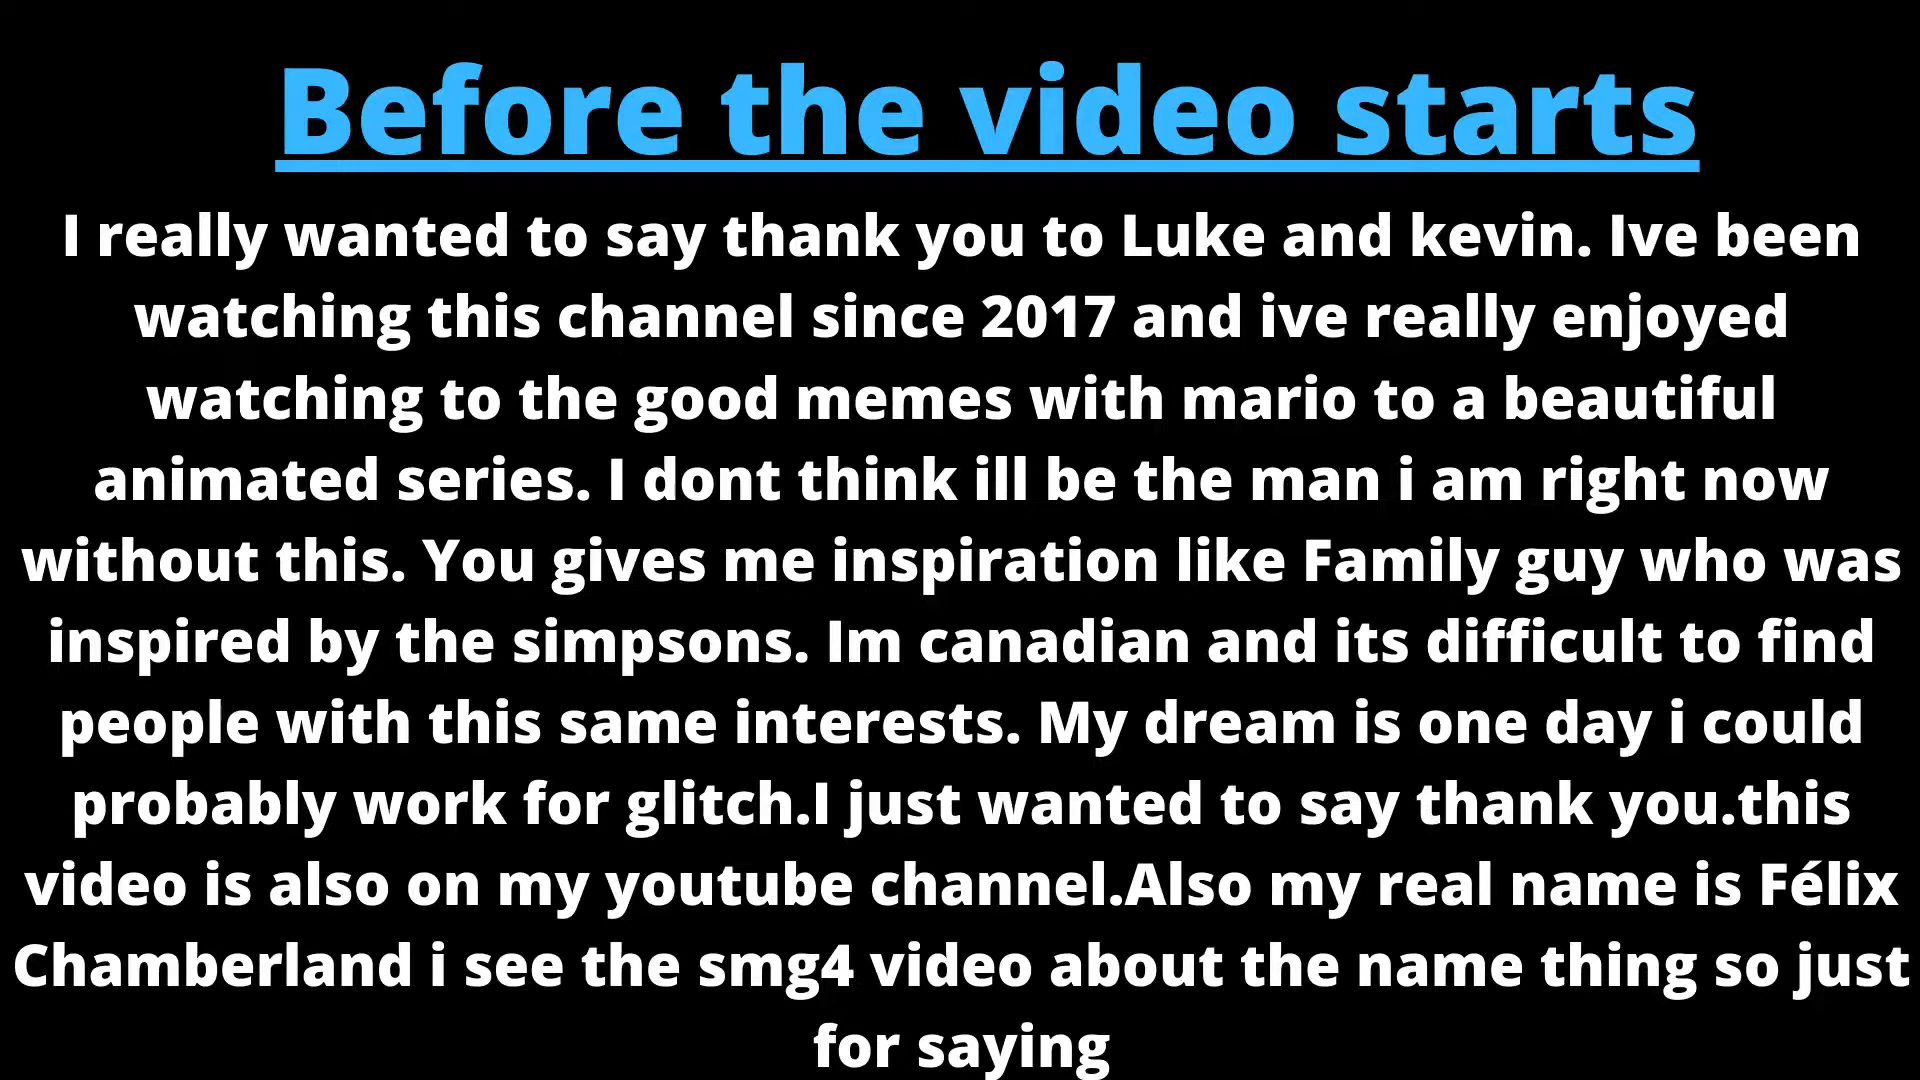 Before the video starts
I really wanted to say thank you to Luke and kevin. Ive been
watching this channel since 2017 and ive really enjoyed
watching to the good memes with mario to a beautiful
animated series. I dont think ill be the man i am right now
without this. You gives me inspiration like Family guy who was
inspired by the simpsons. Im canadian and its difficult to find
people with this same interests. My dream is one day i could
probably work for glitch.I just wanted to say thank you.this
video is also on my youtube channel.Also my real name is Félix
Chamberland i see the smg4 video about the name thing so just
for saying